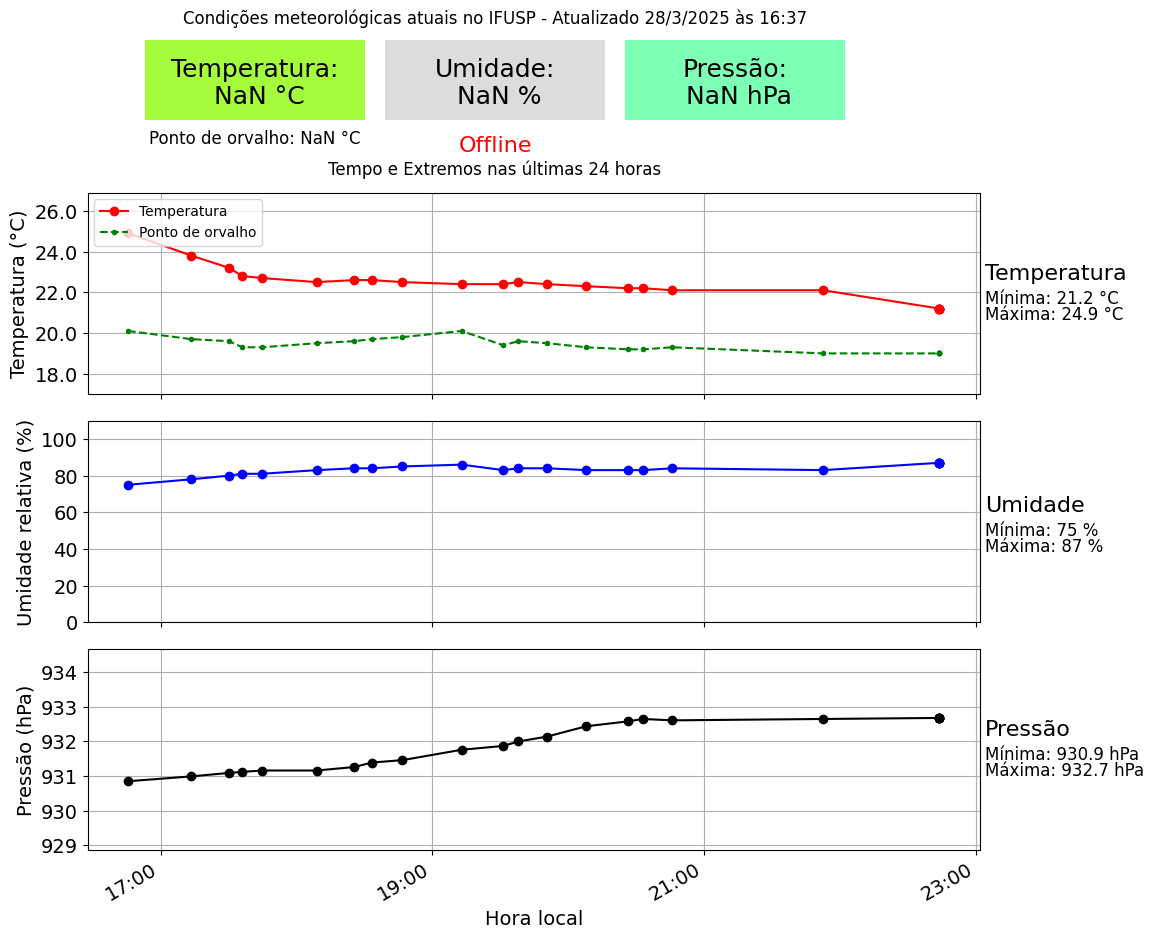 Condições meteorológicas atuais no IFUSP - Atualizado 28/3/2025 às 16:37
Temperatura:
NaN °C
Umidade:
NaN %
Pressão:
NaN hPa
Ponto de orvalho: NaN °C
Offline
Tempo e Extremos nas últimas 24 horas
Temperatura (°C)
26.0
24.0
22.0
20.0
18.0
Temperatura
Ponto de orvalho
Temperatura
Mínima: 21.2 °C
Máxima: 24.9 °C
Umidade relativa (%)
100
80
60
40
20
0
Umidade
Mínima: 75 %
Máxima: 87 %
Pressão (hPa)
934
933
932
931
930
929
Pressão
Mínima: 930.9 hPa
Máxima: 932.7 hPa
17:00
19:00
21:00
23:00
Hora local